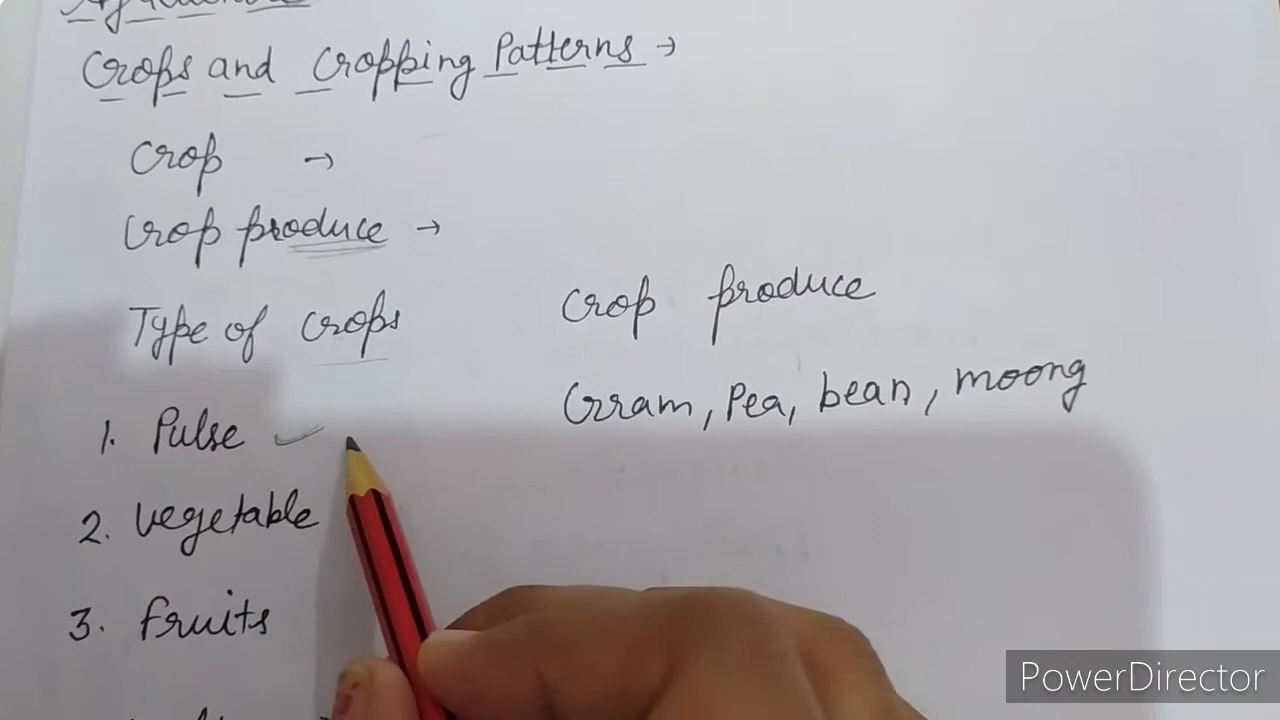 Crops and Cropping Patterns →
Crop →
Crop produce →
Type of crops
Crop produce
1. Pulse
Gram, Pea, bean, moong
2. Vegetable
3. Fruits
PowerDirector